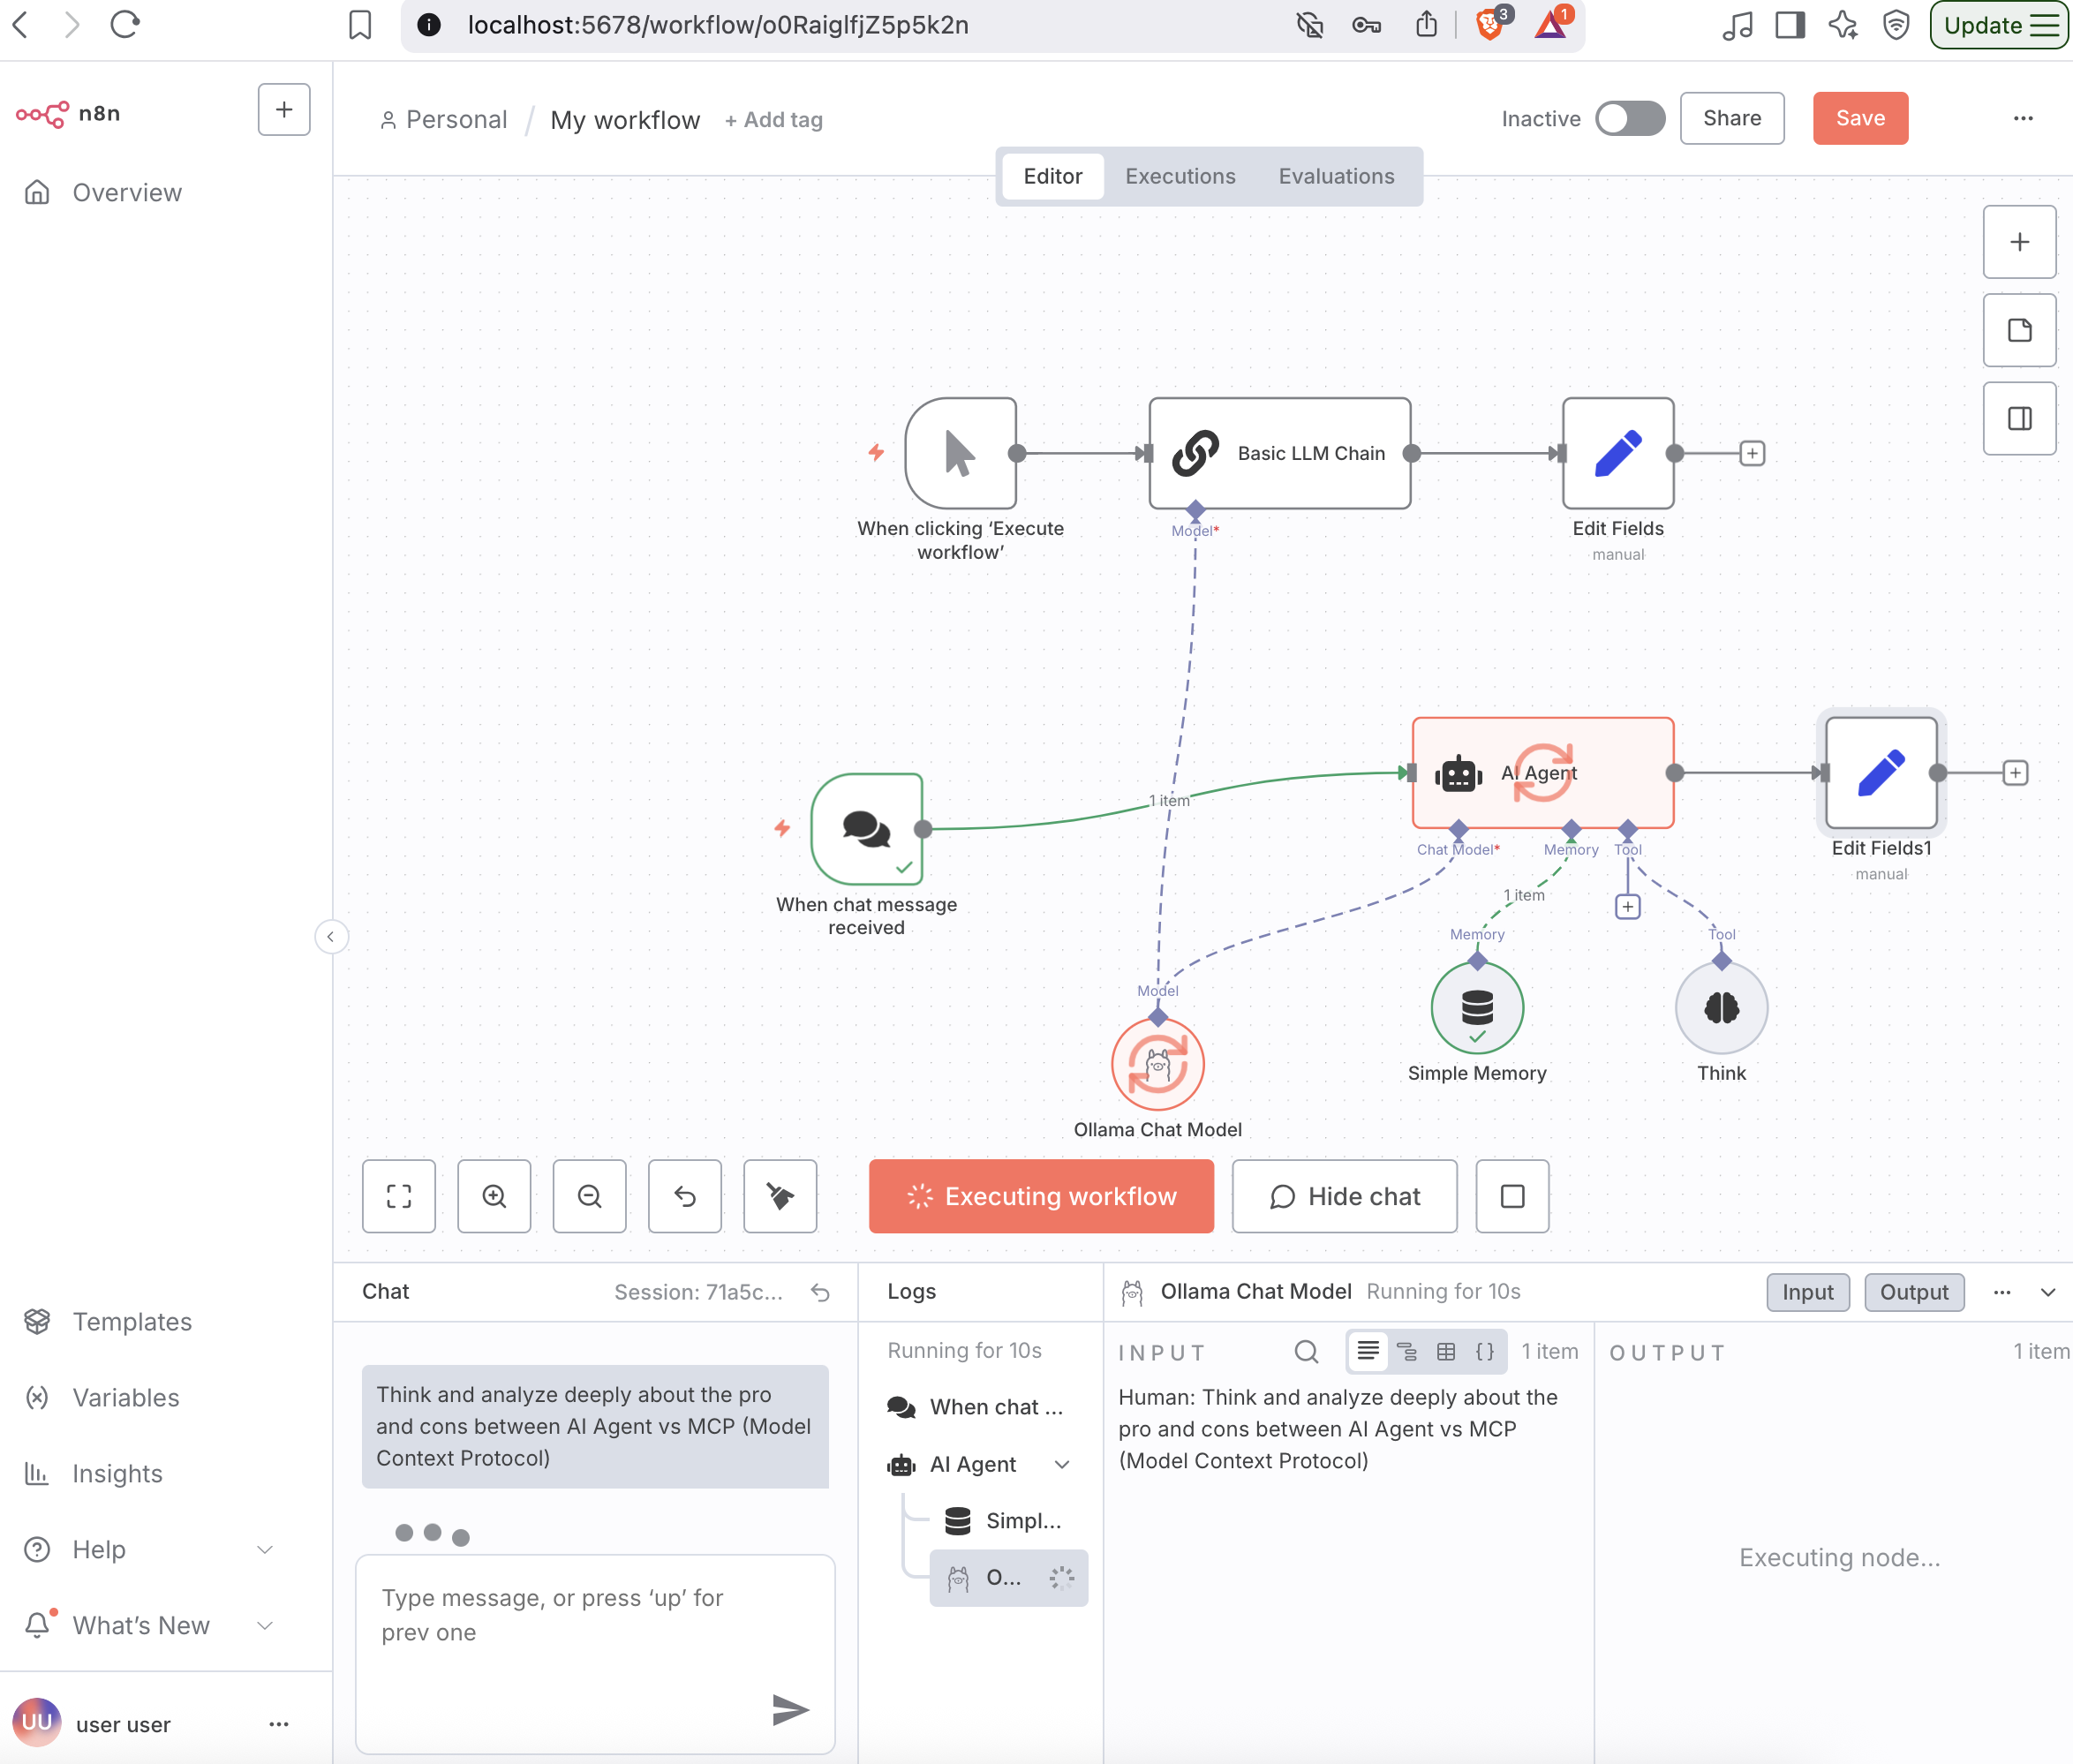 localhost:5678/workflow/o0RaiglfjZ5p5k2n
3
1
Update
n8n
Personal / My workflow + Add tag
Inactive
Share
Save
Editor Executions Evaluations
Overview
When clicking ‘Execute
workflow’
Basic LLM Chain
Model*
Edit Fields
manual
When chat message
received
1 item
AI Agent
Chat Model*
Memory
Tool
Edit Fields1
manual
1 item
Memory
Tool
Model
Simple Memory
Think
Ollama Chat Model
Executing workflow
Hide chat
Templates
Variables
Insights
Help
What’s New
UU
user user
Chat
Session: 71a5c...
Think and analyze deeply about the pro
and cons between AI Agent vs MCP (Model
Context Protocol)
Type message, or press ‘up’ for
prev one
Logs
Running for 10s
When chat ...
AI Agent
Simpl...
O...
Ollama Chat Model Running for 10s
Input
Output
INPUT
1 item
Human: Think and analyze deeply about the
pro and cons between AI Agent vs MCP
(Model Context Protocol)
OUTPUT
1 item
Executing node...